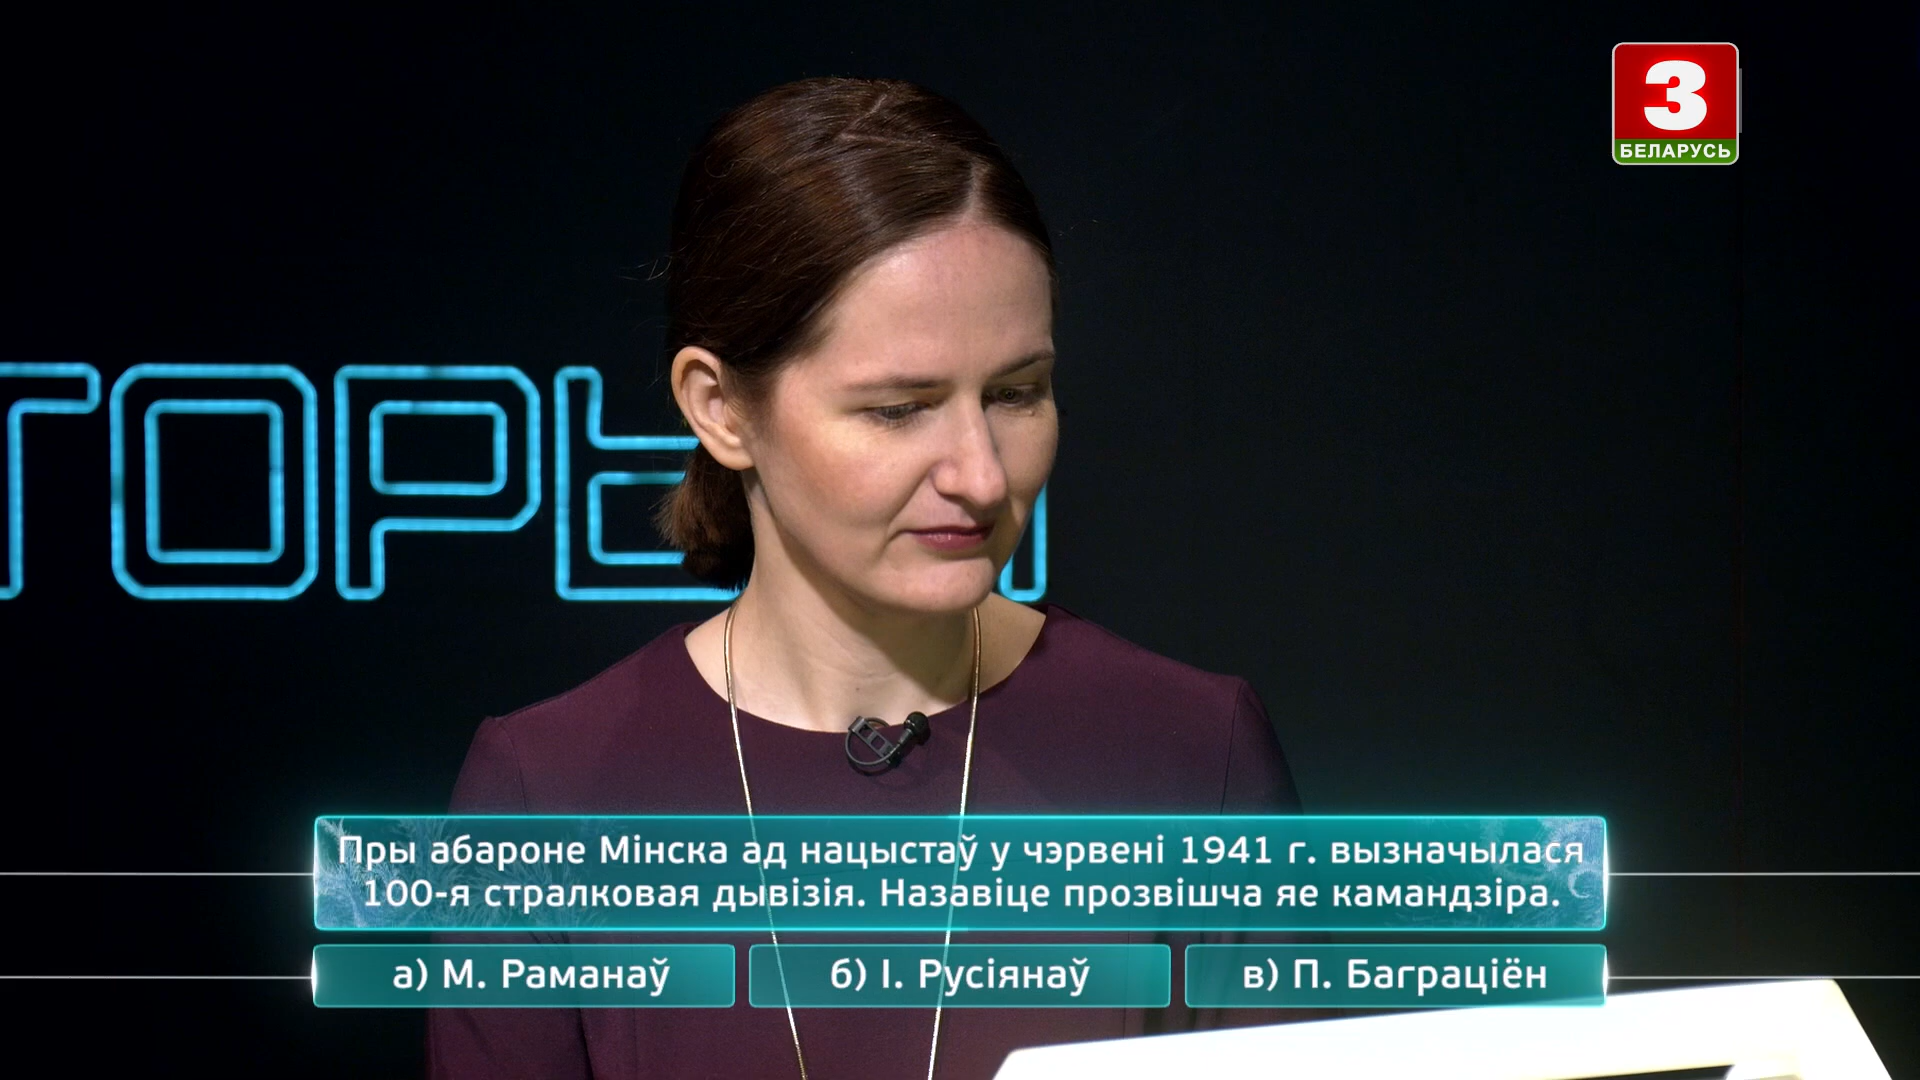 3
БЕЛАРУСЬ
ТОРЫ
Пры абароне Мінска ад нацыстаў у чэрвені 1941 г. вызначылася
100-я стралковая дывізія. Назавіце прозвішча яе камандзіра.
а) М. Раманаў
б) І. Русіянаў
в) П. Баграціён